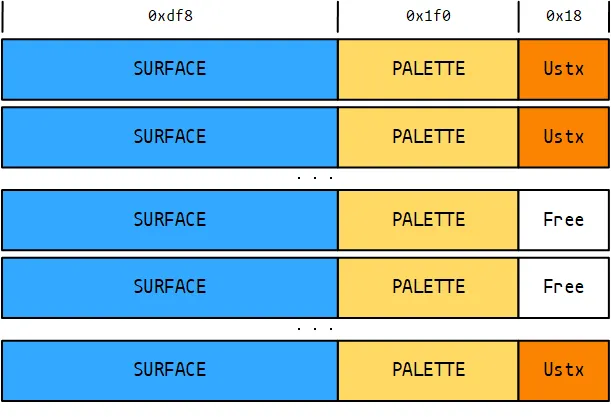 0xdf8 0x1f0 0x18
SURFACE PALETTE Ustx
SURFACE PALETTE Ustx
. . .
SURFACE PALETTE Free
SURFACE PALETTE Free
. . .
SURFACE PALETTE Ustx